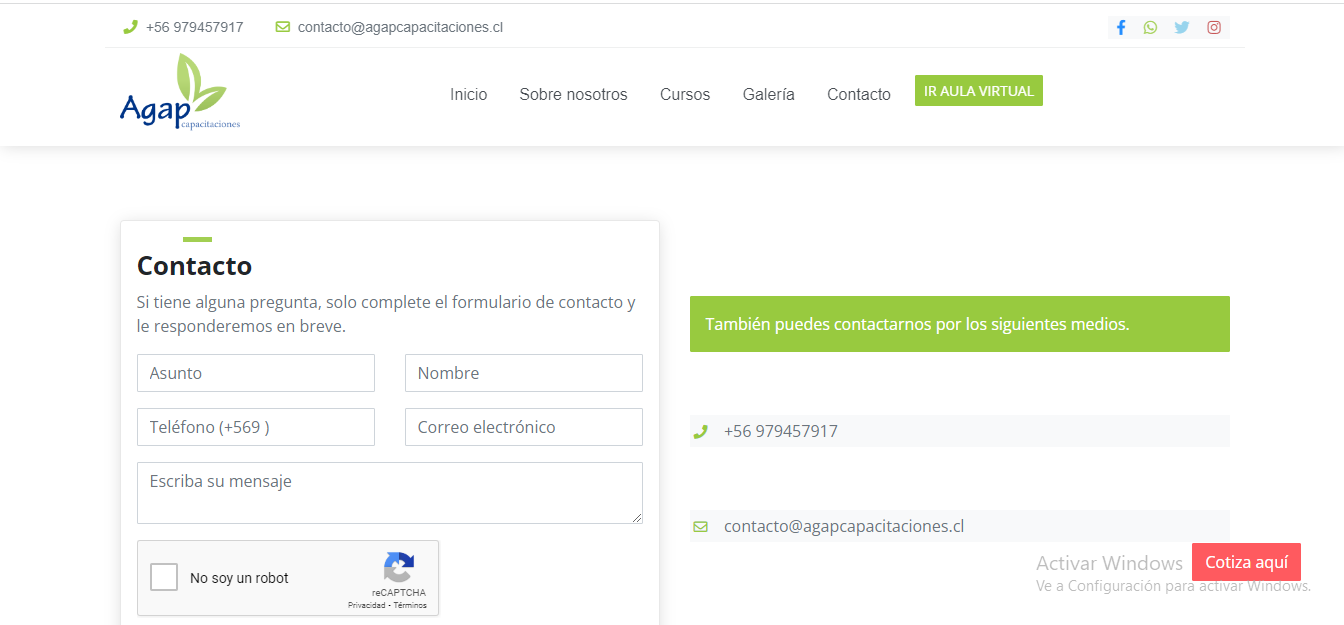 +56 979457917
contacto@agapcapacitaciones.cl
Agap
capacitaciones
Inicio
Sobre nosotros
Cursos
Galería
Contacto
IR AULA VIRTUAL
Contacto
Si tiene alguna pregunta, solo complete el formulario de contacto y
le responderemos en breve.
Asunto
Nombre
Teléfono (+569 )
Correo electrónico
Escriba su mensaje
No soy un robot
reCAPTCHA
Privacidad - Términos
También puedes contactarnos por los siguientes medios.
+56 979457917
contacto@agapcapacitaciones.cl
Activar Windows
Cotiza aquí
Ve a Configuración para activar Windows.